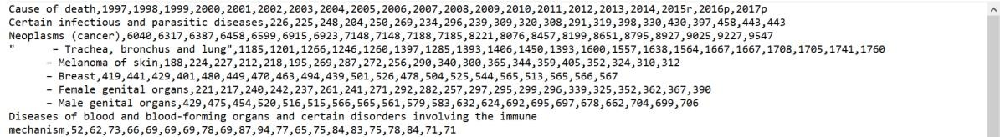 Cause of death,1997,1998,1999,2000,2001,2002,2003,2004,2005,2006,2007,2008,2009,2010,2011,2012,2013,2014,2015r,2016p,2017p
Certain infectious and parasitic diseases,226,225,248,204,250,269,234,296,239,309,320,308,291,319,398,330,430,397,458,443,443
Neoplasms (cancer),6040,6317,6387,6458,6599,6915,6923,7148,7148,7188,7185,8221,8076,8457,8199,8651,8795,8927,9025,9227,9547
"      – Trachea, bronchus and lung",1185,1201,1266,1246,1260,1397,1285,1393,1406,1450,1393,1600,1557,1638,1564,1667,1667,1708,1705,1741,1760
– Melanoma of skin,188,224,227,212,218,195,269,287,272,256,290,340,300,365,344,359,405,352,324,310,312
– Breast,419,441,429,401,480,449,470,463,494,439,501,526,478,504,525,544,565,513,565,566,567
– Female genital organs,221,217,240,242,237,261,241,271,292,282,257,297,295,299,296,339,325,352,362,367,390
– Male genital organs,429,475,454,520,516,515,566,565,561,579,583,632,624,692,695,697,678,662,704,699,706
Diseases of blood and blood-forming organs and certain disorders involving the immune
mechanism,52,62,73,66,69,69,69,78,69,87,94,77,65,75,84,83,75,78,84,71,71